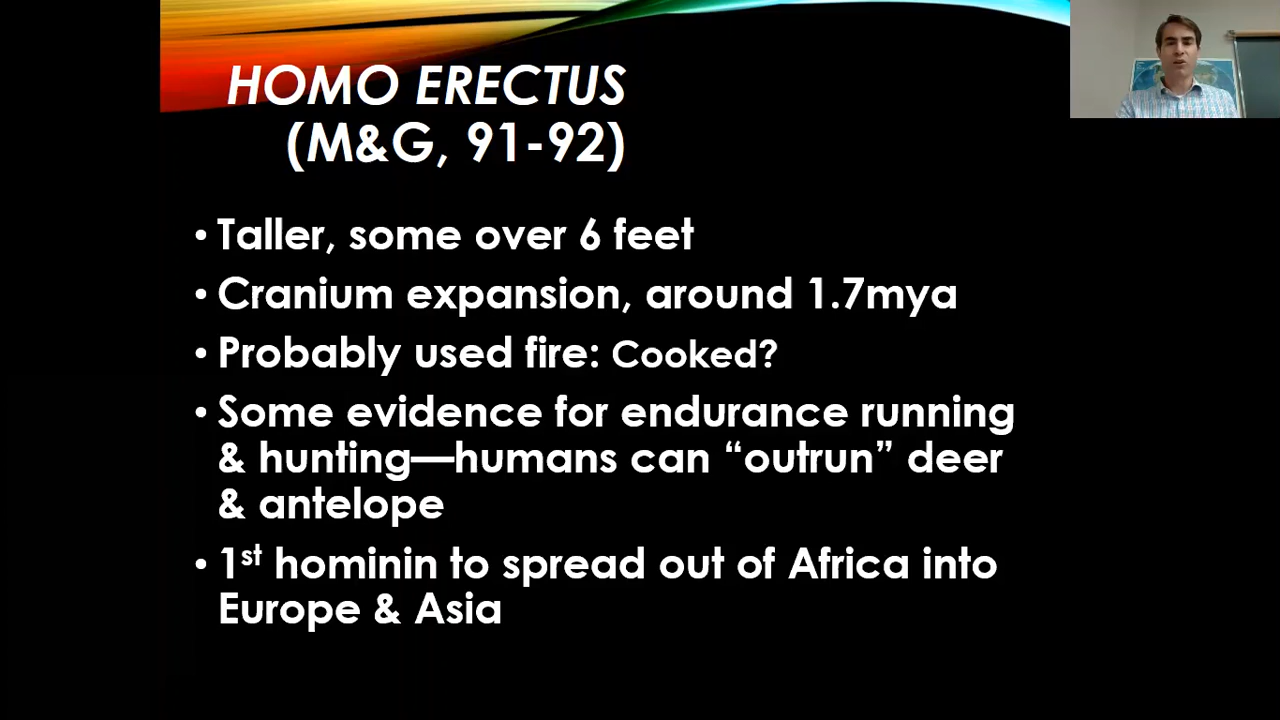 HOMO ERECTUS
(M&G, 91-92)
• Taller, some over 6 feet
• Cranium expansion, around 1.7mya
• Probably used fire: Cooked?
• Some evidence for endurance running
& hunting—humans can “outrun” deer
& antelope
• 1st hominin to spread out of Africa into
Europe & Asia